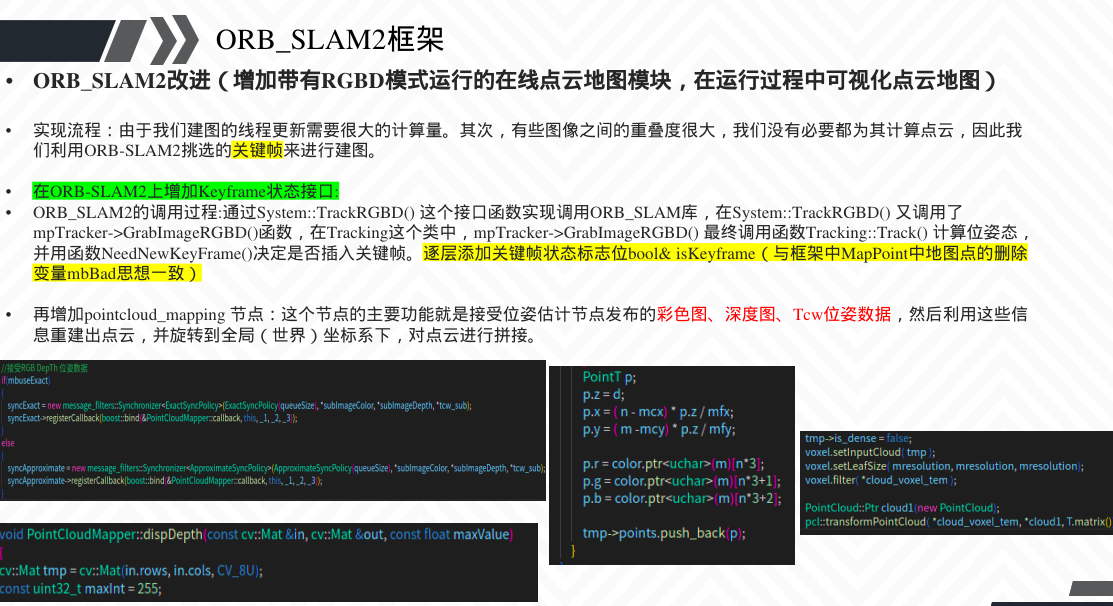 ORB_SLAM2框架
• ORB_SLAM2改进（增加带有RGBD模式运行的在线点云地图模块，在运行过程中可视化点云地图）
• 实现流程：由于我们建图的线程更新需要很大的计算量。其次，有些图像之间的重叠度很大，我们没有必要都为其计算点云，因此我
们利用ORB-SLAM2挑选的关键帧来进行建图。
• 在ORB-SLAM2上增加Keyframe状态接口:
• ORB_SLAM2的调用过程:通过System::TrackRGBD() 这个接口函数实现调用ORB_SLAM库，在System::TrackRGBD() 又调用了
mpTracker->GrabImageRGBD()函数，在Tracking这个类中，mpTracker->GrabImageRGBD() 最终调用函数Tracking::Track() 计算位姿态，
并用函数NeedNewKeyFrame()决定是否插入关键帧。逐层添加关键帧状态标志位bool& isKeyframe（与框架中MapPoint中地图点的删除
变量mbBad思想一致）
• 再增加pointcloud_mapping 节点：这个节点的主要功能就是接受位姿估计节点发布的彩色图、深度图、Tcw位姿数据，然后利用这些信
息重建出点云，并旋转到全局（世界）坐标系下，对点云进行拼接。
//接受RGB DepTh 位姿数据
if(mbuseExact)
{
syncExact = new message_filters::Synchronizer<ExactSyncPolicy>(ExactSyncPolicy(queueSize), *subImageColor, *subImageDepth, *tcw_sub);
syncExact->registerCallback(boost::bind(&PointCloudMapper::callback, this, _1, _2, _3));
}
else
{
syncApproximate = new message_filters::Synchronizer<ApproximateSyncPolicy>(ApproximateSyncPolicy(queueSize), *subImageColor, *subImageDepth, *tcw_sub);
syncApproximate->registerCallback(boost::bind(&PointCloudMapper::callback, this, _1, _2, _3));
}
void PointCloudMapper::dispDepth(const cv::Mat &in, cv::Mat &out, const float maxValue)
{
cv::Mat tmp = cv::Mat(in.rows, in.cols, CV_8U);
const uint32_t maxInt = 255;
PointT p;
p.z = d;
p.x = ( n - mcx) * p.z / mfx;
p.y = ( m -mcy) * p.z / mfy;
p.r = color.ptr<uchar>(m)[n*3];
p.g = color.ptr<uchar>(m)[n*3+1];
p.b = color.ptr<uchar>(m)[n*3+2];
tmp->points.push_back(p);
}
tmp->is_dense = false;
voxel.setInputCloud( tmp );
voxel.setLeafSize( mresolution, mresolution, mresolution);
voxel.filter( *cloud_voxel_tem );
PointCloud::Ptr cloud1(new PointCloud);
pcl::transformPointCloud( *cloud_voxel_tem, *cloud1, T.matrix()